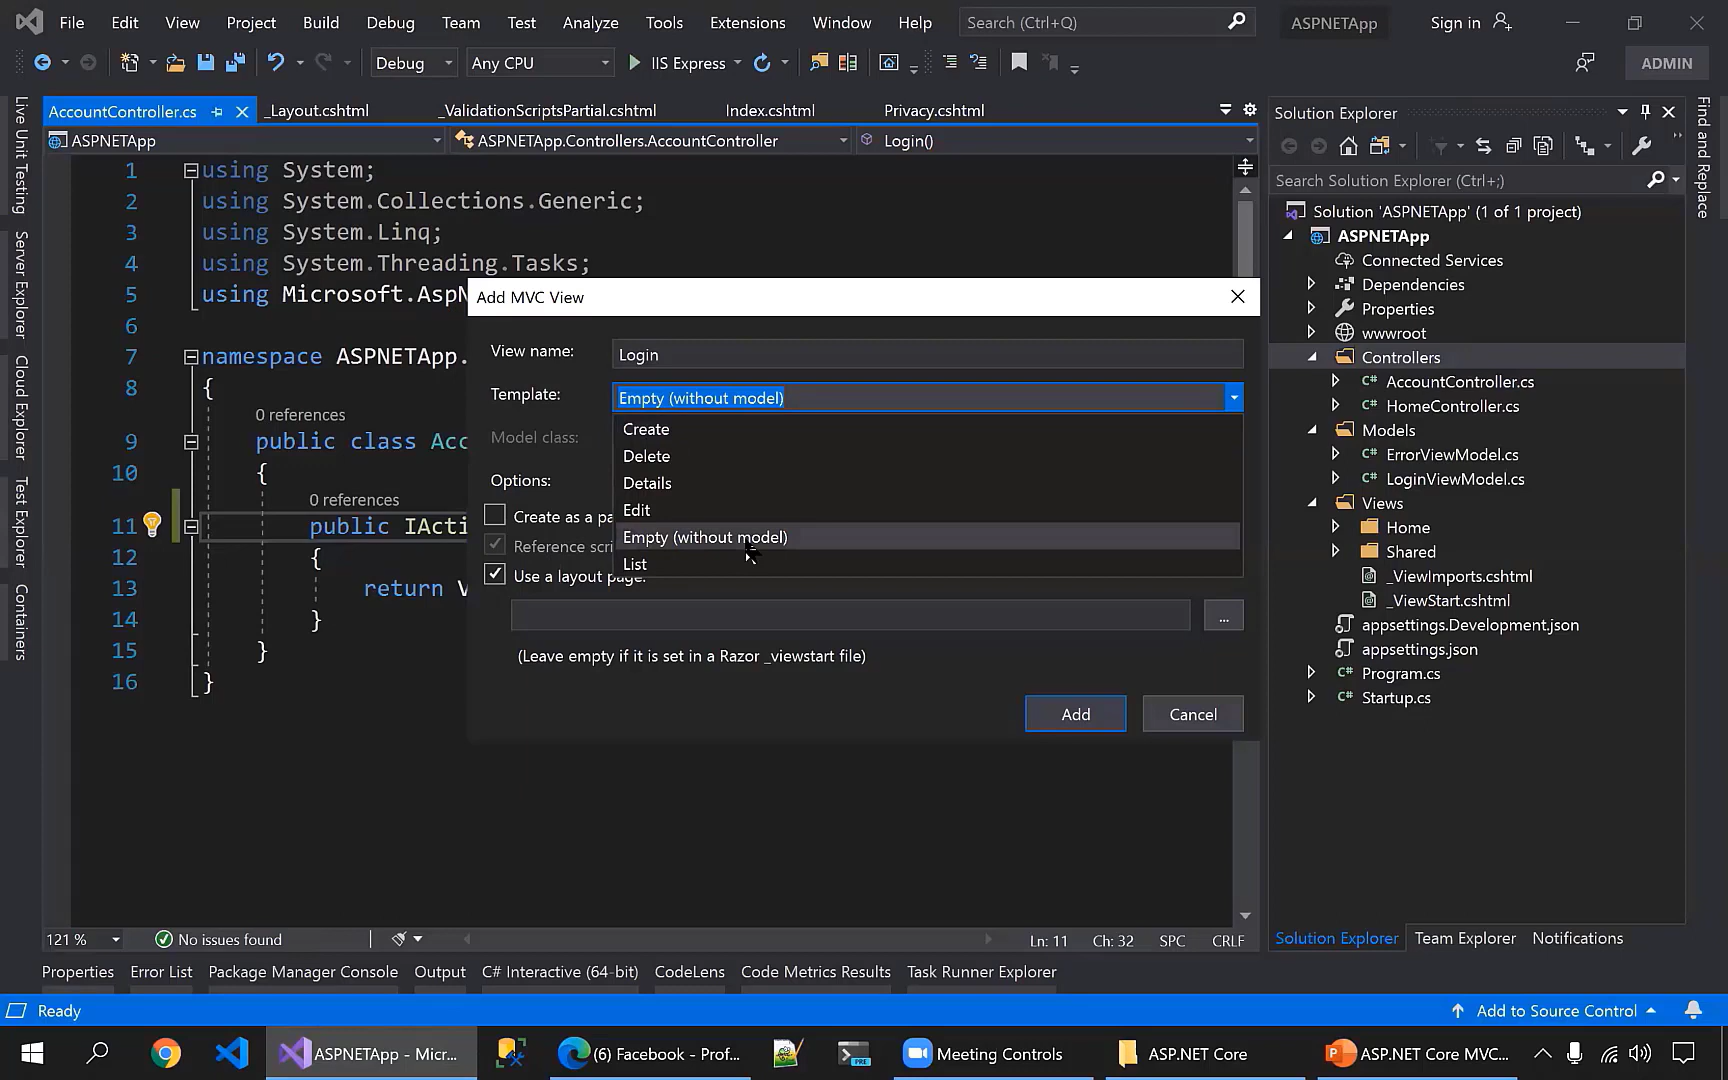 File Edit View Project Build Debug Team Test Analyze Tools Extensions Window Help Search (Ctrl+Q) ASPNETApp Sign in
Debug Any CPU IIS Express ADMIN
AccountController.cs _Layout.cshtml _ValidationScriptsPartial.cshtml Index.cshtml Privacy.cshtml
ASPNETApp ASPNETApp.Controllers.AccountController Login()
Live Unit Testing
Server Explorer
Cloud Explorer
Test Explorer
Containers
1 using System;
2 using System.Collections.Generic;
3 using System.Linq;
4 using System.Threading.Tasks;
5 using Microsoft.AspN
6
7 namespace ASPNETApp.
8 {
0 references
9 public class Acc
10 {
0 references
11 public IActi
12 {
13 return V
14 }
15 }
16 }
Add MVC View
View name: Login
Template: Empty (without model)
Model class:
Create
Delete
Details
Edit
Empty (without model)
List
Options:
Create as a pa
Reference scri
Use a layout page:
...
(Leave empty if it is set in a Razor _viewstart file)
Add Cancel
121 % No issues found Ln: 11 Ch: 32 SPC CRLF
Solution Explorer
Search Solution Explorer (Ctrl+;)
Solution 'ASPNETApp' (1 of 1 project)
ASPNETApp
Connected Services
Dependencies
Properties
wwwroot
Controllers
C# AccountController.cs
C# HomeController.cs
Models
C# ErrorViewModel.cs
C# LoginViewModel.cs
Views
Home
Shared
_ViewImports.cshtml
_ViewStart.cshtml
appsettings.Development.json
appsettings.json
C# Program.cs
C# Startup.cs
Solution Explorer Team Explorer Notifications
Find and Replace
Properties Error List Package Manager Console Output C# Interactive (64-bit) CodeLens Code Metrics Results Task Runner Explorer
Ready Add to Source Control
ASPNETApp - Micr... (6) Facebook - Prof... PRE Meeting Controls ASP.NET Core ASP.NET Core MVC...